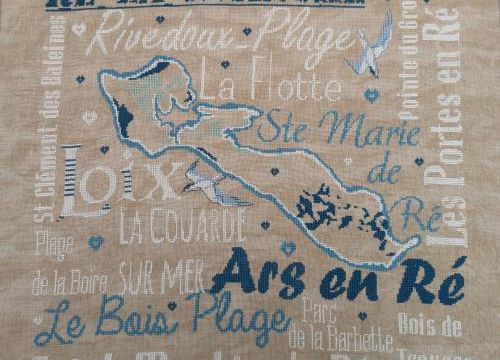 Rivedoux-Plage
La Flotte
Ste Marie
de
Ré
St Clément des Baleines
Pointe du Gro
Les Portes en Ré
Loix
LA COUARDE
SUR MER
Plage
de la Boire
Ars en Ré
Le Bois Plage
Parc
de la Barbette
Bois de